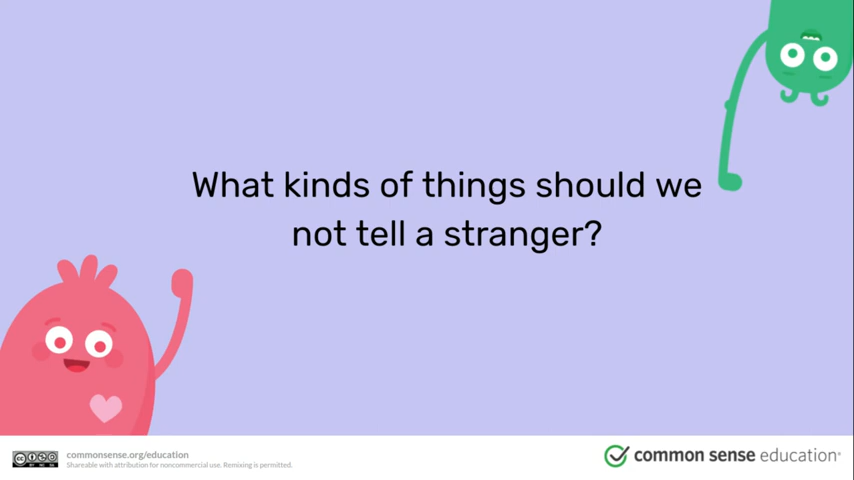 What kinds of things should we
not tell a stranger?
commonsense.org/education
Shareable with attribution for noncommercial use. Remixing is permitted.
common sense education®